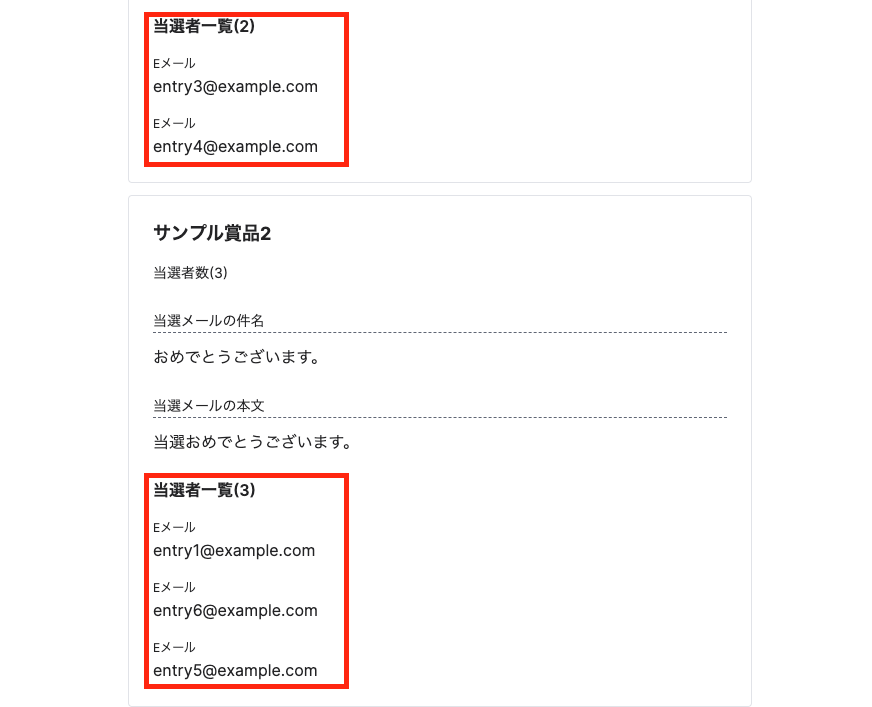 当選者一覧(2)
Eメール
entry3@example.com
Eメール
entry4@example.com
サンプル賞品2
当選者数(3)
当選メールの件名
おめでとうございます。
当選メールの本文
当選おめでとうございます。
当選者一覧(3)
Eメール
entry1@example.com
Eメール
entry6@example.com
Eメール
entry5@example.com